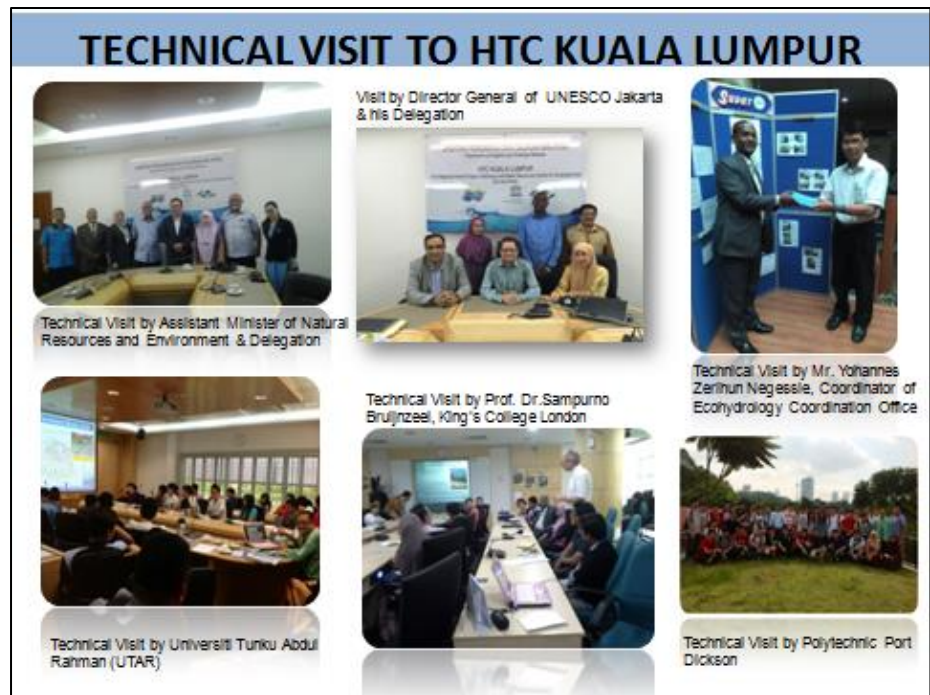 TECHNICAL VISIT TO HTC KUALA LUMPUR
Visit by Director General of UNESCO Jakarta
& his Delegation
HTC KUALA LUMPUR
Technical Visit by Assistant Minister of Natural
Resources and Environment & Delegation
Technical Visit by Mr. Yohannes
Zerihun Negessie, Coordinator of
Ecohydrology Coordination Office
Technical Visit by Prof. Dr.Sampurno
Bruijnzeel, King's College London
Technical Visit by Universiti Tunku Abdul
Rahman (UTAR)
Technical Visit by Polytechnic Port
Dickson